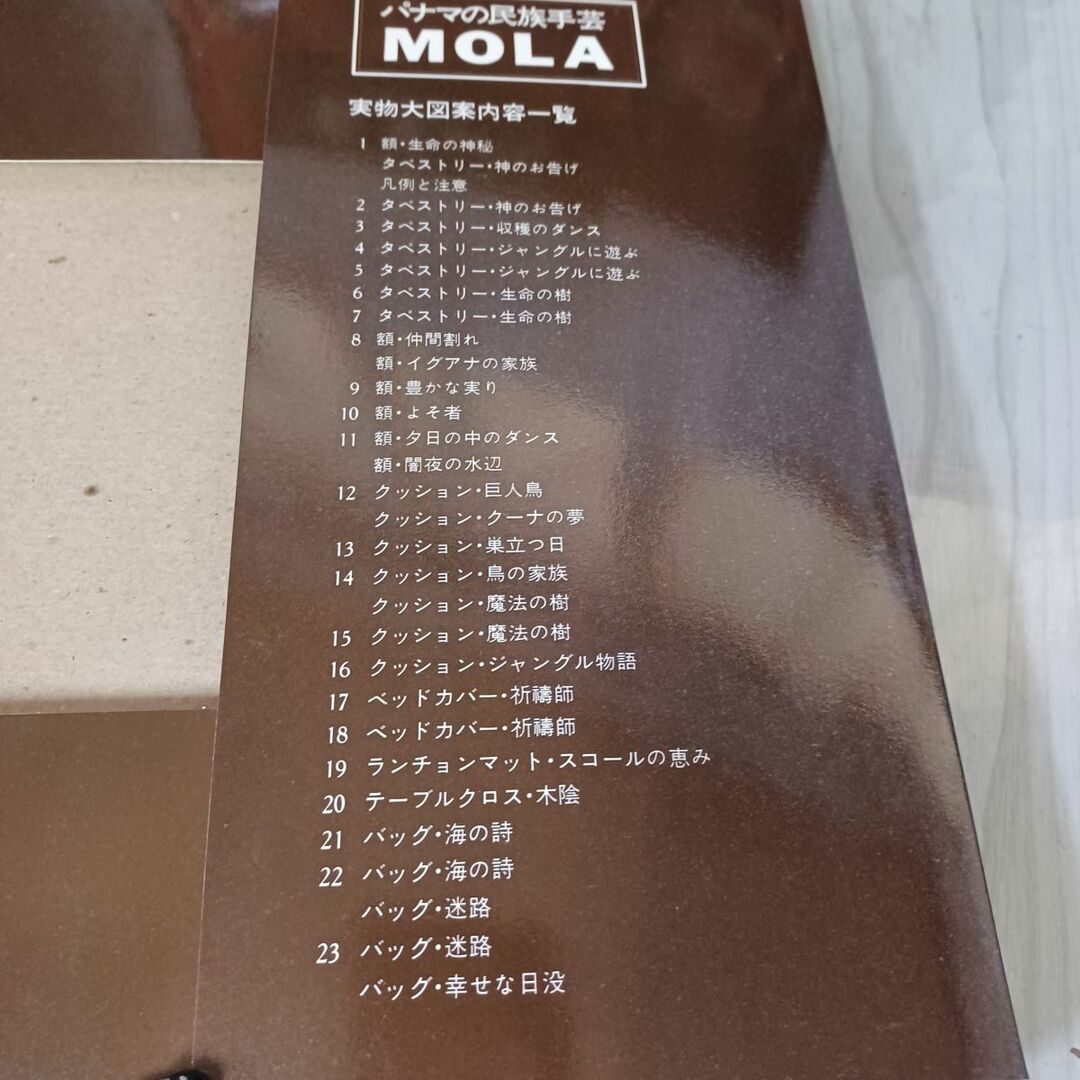 パナマの民族手芸
MOLA
実物大図案内容一覧
1 額・生命の神秘
タペストリー・神のお告げ
凡例と注意
2 タペストリー・神のお告げ
3 タペストリー・収穫のダンス
4 タペストリー・ジャングルに遊ぶ
5 タペストリー・ジャングルに遊ぶ
6 タペストリー・生命の樹
7 タペストリー・生命の樹
8 額・仲間割れ
額・イグアナの家族
9 額・豊かな実り
10 額・よそ者
11 額・夕日の中のダンス
額・闇夜の水辺
12 クッション・巨人鳥
クッション・クーナの夢
13 クッション・巣立つ日
14 クッション・鳥の家族
クッション・魔法の樹
15 クッション・魔法の樹
16 クッション・ジャングル物語
17 ベッドカバー・祈禱師
18 ベッドカバー・祈禱師
19 ランチョンマット・スコールの恵み
20 テーブルクロス・木陰
21 バッグ・海の詩
22 バッグ・海の詩
バッグ・迷路
23 バッグ・迷路
バッグ・幸せな日没